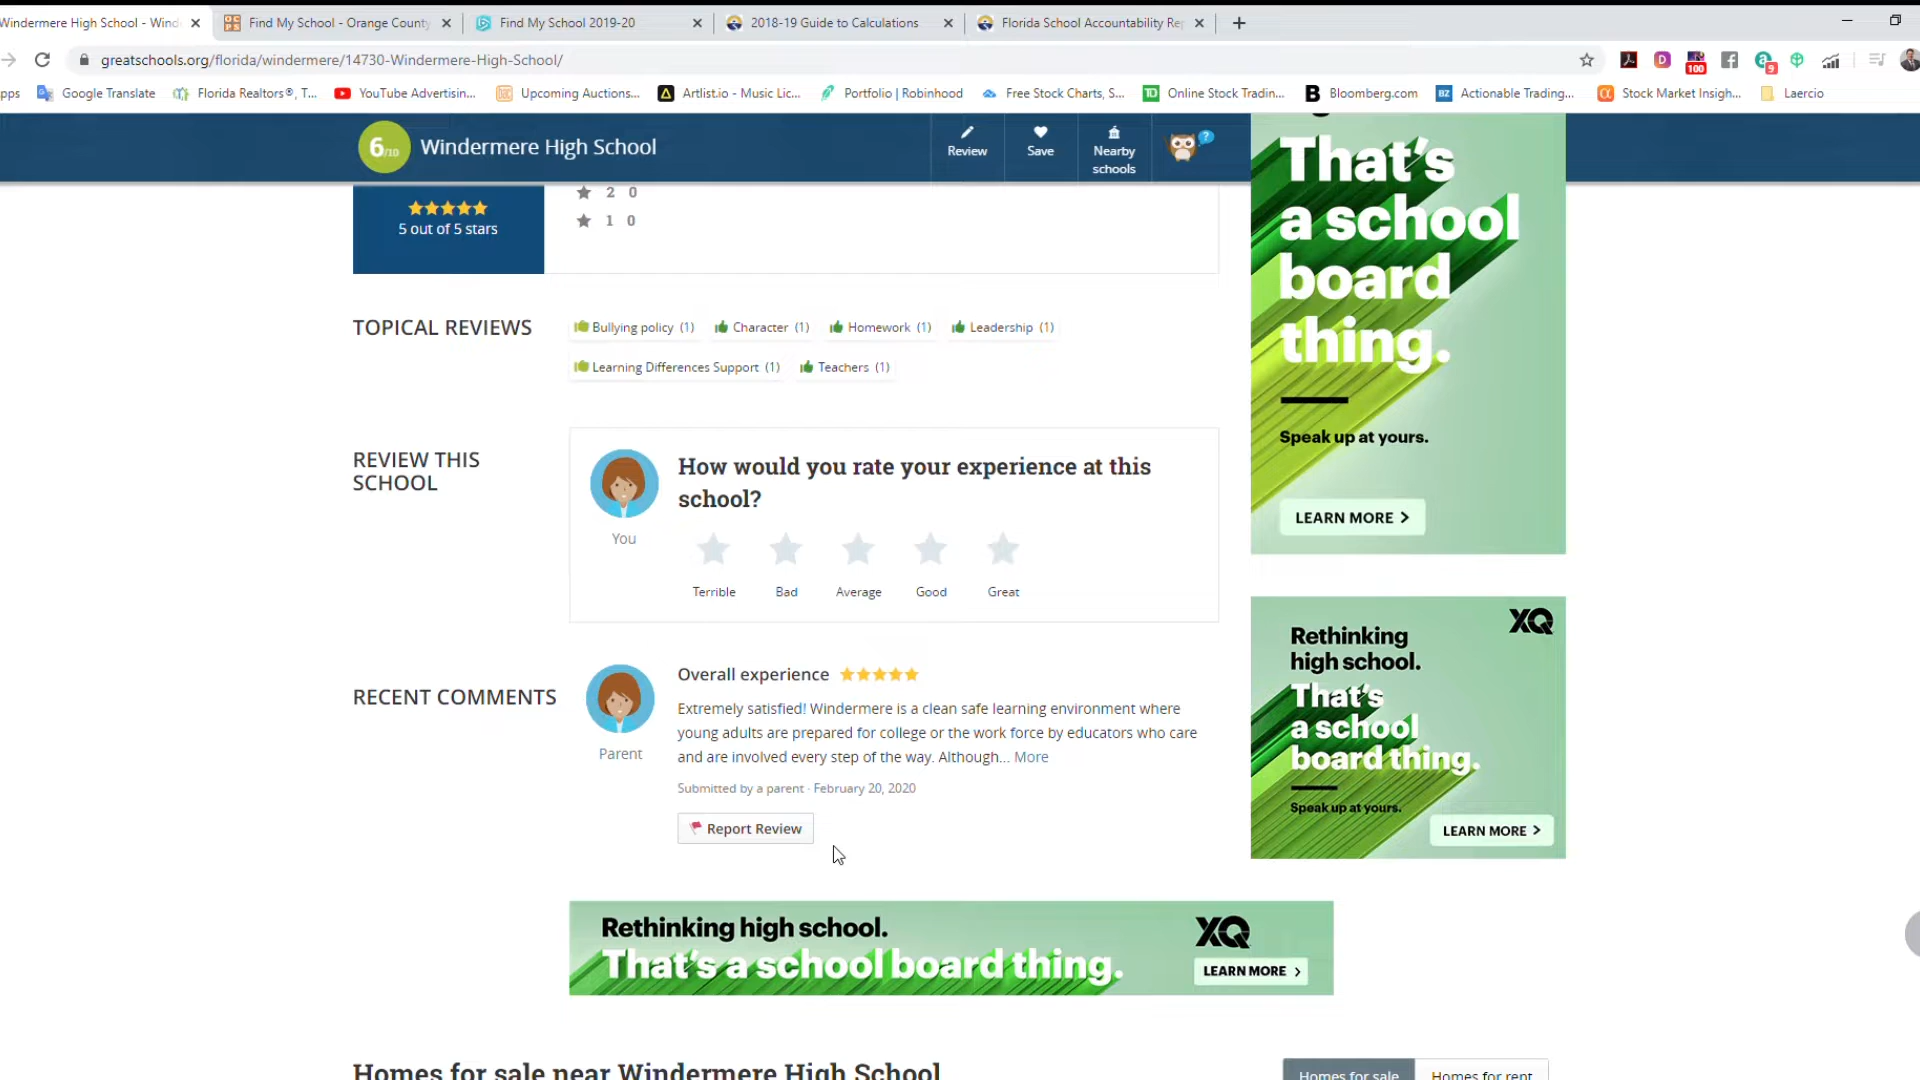 Windermere High School - Wind
Find My School - Orange County
Find My School 2019-20
2018-19 Guide to Calculations
Florida School Accountability Re
greatschools.org/florida/windermere/14730-Windermere-High-School/
100
9
pps
Google Translate
Florida Realtors®, T...
YouTube Advertisin...
Upcoming Auctions...
Artlist.io - Music Lic...
Portfolio | Robinhood
Free Stock Charts, S...
Online Stock Tradin...
Bloomberg.com
Actionable Trading...
Stock Market Insigh...
Laercio
6/10 Windermere High School
Review
Save
Nearby
schools
2 0
1 0
5 out of 5 stars
TOPICAL REVIEWS
Bullying policy (1)
Character (1)
Homework (1)
Leadership (1)
Learning Differences Support (1)
Teachers (1)
REVIEW THIS
SCHOOL
You
How would you rate your experience at this
school?
Terrible
Bad
Average
Good
Great
RECENT COMMENTS
Parent
Overall experience
Extremely satisfied! Windermere is a clean safe learning environment where
young adults are prepared for college or the work force by educators who care
and are involved every step of the way. Although... More
Submitted by a parent · February 20, 2020
Report Review
That's
a school
board
thing.
Speak up at yours.
LEARN MORE >
XQ
Rethinking
high school.
That's
a school
board thing.
Speak up at yours.
LEARN MORE >
Rethinking high school.
That's a school board thing.
XQ
LEARN MORE >
Homes for sale near Windermere High School
Homes for sale
Homes for rent